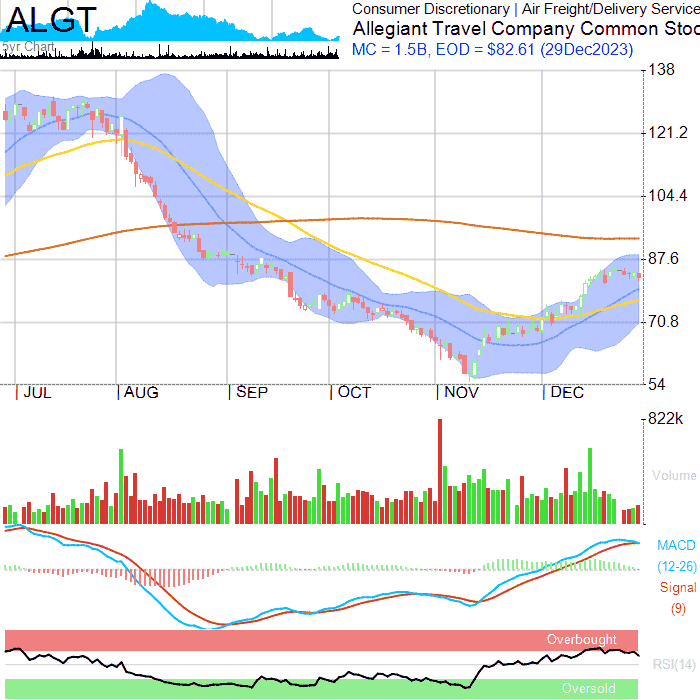 ALGT
5yr Chart
Consumer Discretionary | Air Freight/Delivery Service
Allegiant Travel Company Common Stoc
MC = 1.5B, EOD = $82.61 (29Dec2023)
138
121.2
104.4
87.6
70.8
54
JUL AUG SEP OCT NOV DEC
822k
Volume
MACD
(12-26)
Signal
(9)
Overbought
RSI(14)
Oversold